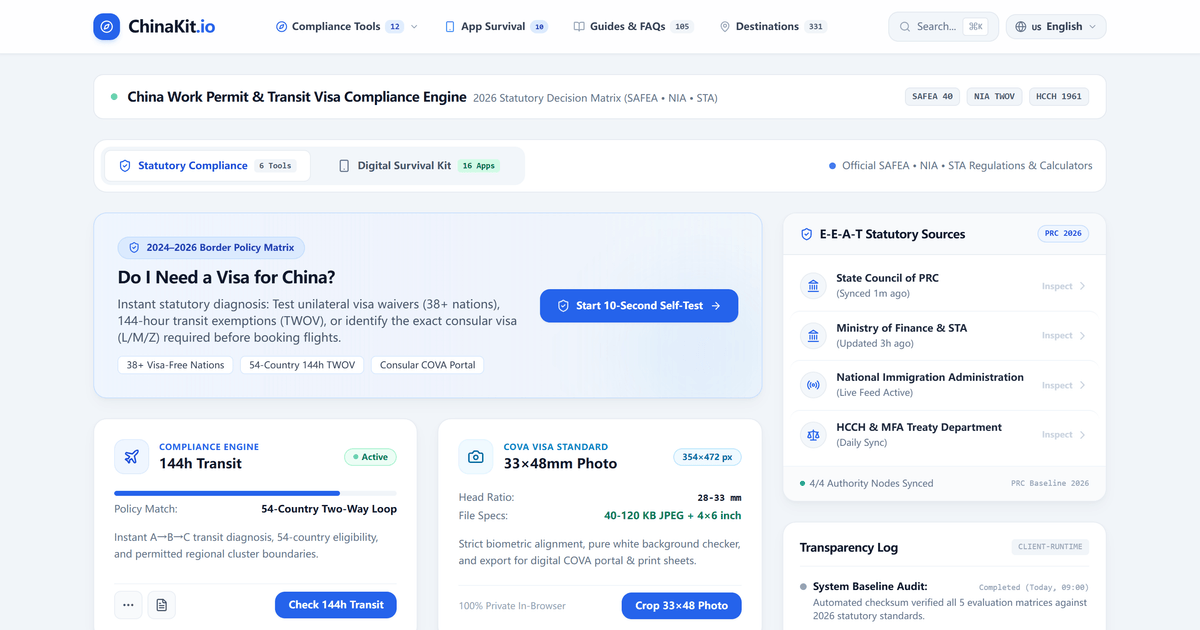 ChinaKit.io
Compliance Tools 12
App Survival 10
Guides & FAQs 105
Destinations 331
Search... ⌘K
us English
China Work Permit & Transit Visa Compliance Engine 2026 Statutory Decision Matrix (SAFEA • NIA • STA)
SAFEA 40 NIA TWOV HCCH 1961
Statutory Compliance 6 Tools
Digital Survival Kit 16 Apps
Official SAFEA • NIA • STA Regulations & Calculators
2024–2026 Border Policy Matrix
Do I Need a Visa for China?
Instant statutory diagnosis: Test unilateral visa waivers (38+ nations),
144-hour transit exemptions (TWOV), or identify the exact consular visa
(L/M/Z) required before booking flights.
Start 10-Second Self-Test →
38+ Visa-Free Nations
54-Country 144h TWOV
Consular COVA Portal
COMPLIANCE ENGINE
144h Transit
Active
Policy Match: 54-Country Two-Way Loop
Instant A→B→C transit diagnosis, 54-country eligibility,
and permitted regional cluster boundaries.
Check 144h Transit
COVA VISA STANDARD
33×48mm Photo
354×472 px
Head Ratio: 28-33 mm
File Specs: 40-120 KB JPEG + 4×6 inch
Strict biometric alignment, pure white background checker,
and export for digital COVA portal & print sheets.
100% Private In-Browser
Crop 33×48 Photo
E-E-A-T Statutory Sources
PRC 2026
State Council of PRC
(Synced 1m ago)
Inspect
Ministry of Finance & STA
(Updated 3h ago)
Inspect
National Immigration Administration
(Live Feed Active)
Inspect
HCCH & MFA Treaty Department
(Daily Sync)
Inspect
4/4 Authority Nodes Synced
PRC Baseline 2026
Transparency Log
CLIENT-RUNTIME
System Baseline Audit: Completed (Today, 09:00)
Automated checksum verified all 5 evaluation matrices against
2026 statutory standards.